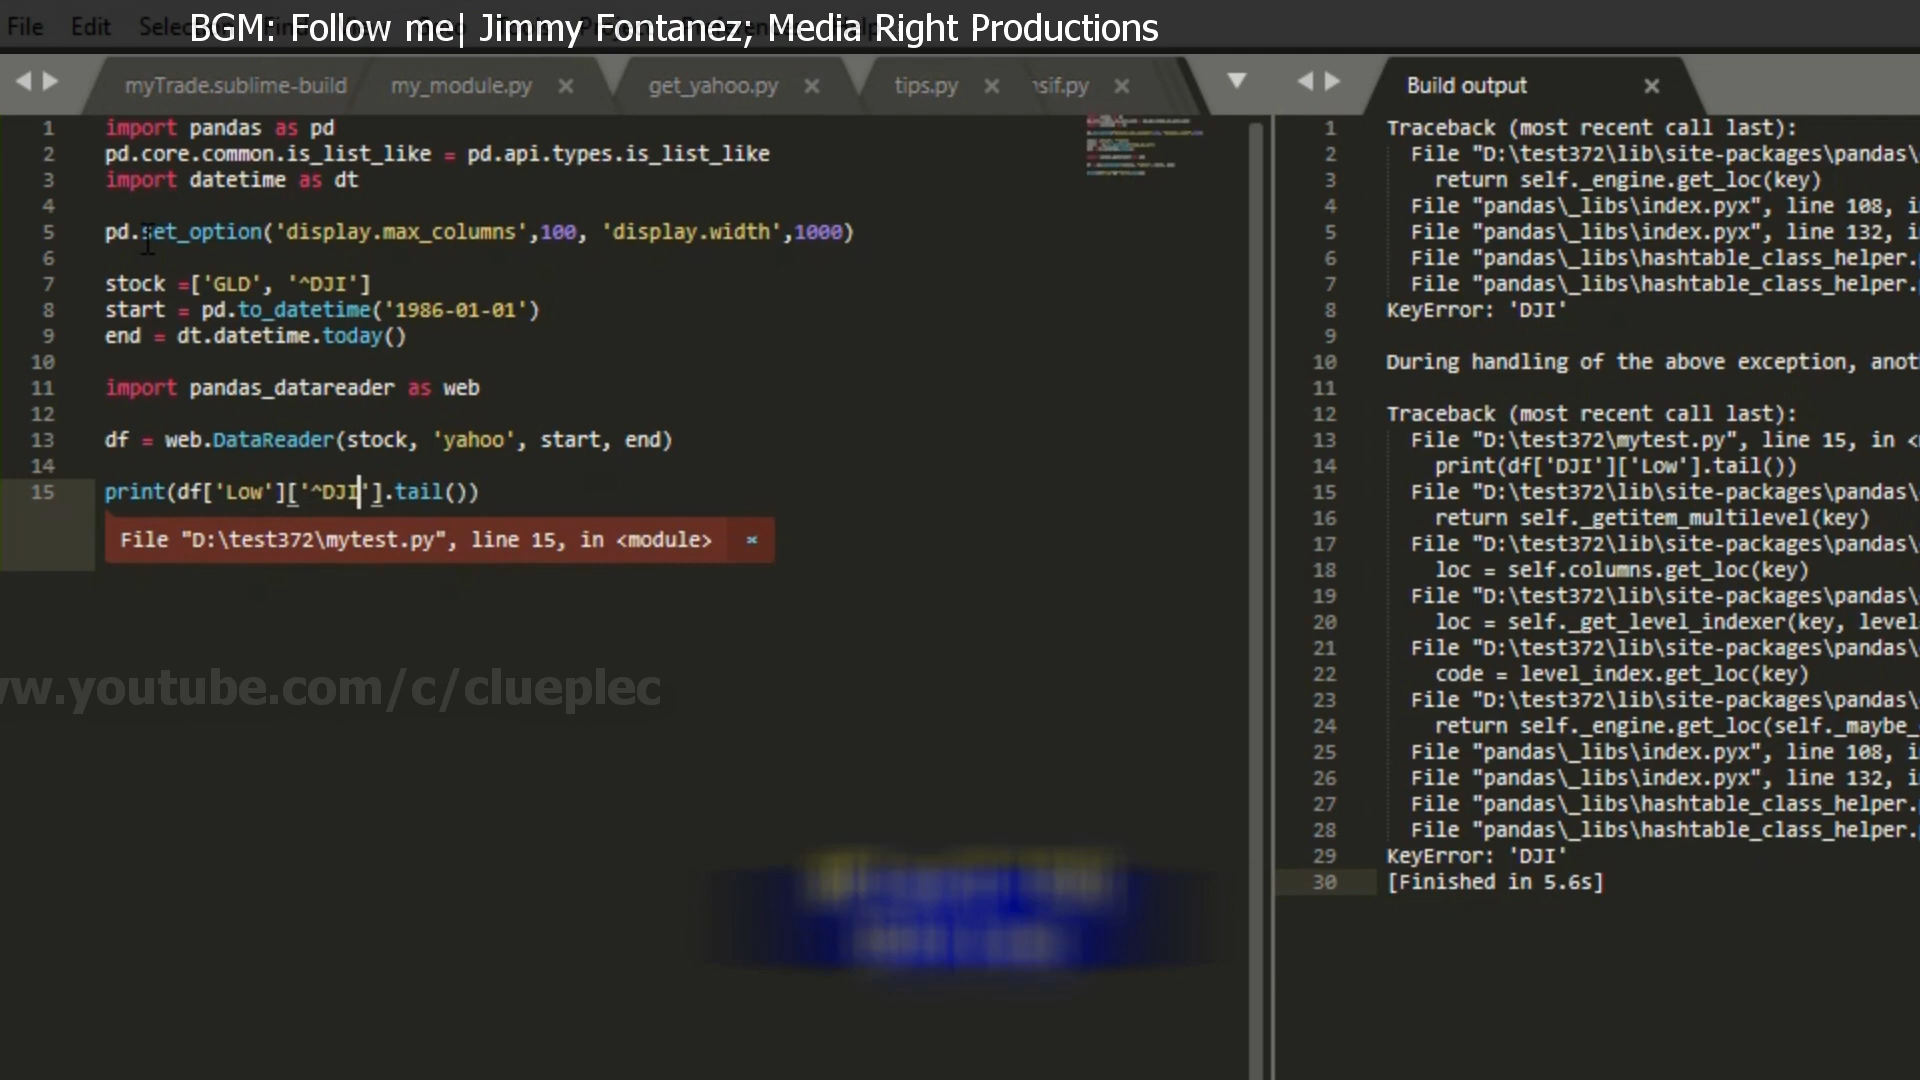 BGM: Follow me| Jimmy Fontanez; Media Right Productions
File Edit
myTrade.sublime-build my_module.py × get_yahoo.py × tips.py × sif.py ×
1 import pandas as pd
2 pd.core.common.is_list_like = pd.api.types.is_list_like
3 import datetime as dt
4
5 pd.set_option('display.max_columns',100, 'display.width',1000)
6
7 stock =['GLD', '^DJI']
8 start = pd.to_datetime('1986-01-01')
9 end = dt.datetime.today()
10
11 import pandas_datareader as web
12
13 df = web.DataReader(stock, 'yahoo', start, end)
14
15 print(df['Low']['^DJI'].tail())
File "D:\test372\mytest.py", line 15, in <module> ×
www.youtube.com/c/clueplec
Build output ×
1 Traceback (most recent call last):
2 File "D:\test372\lib\site-packages\pandas\
3 return self._engine.get_loc(key)
4 File "pandas\_libs\index.pyx", line 108, i
5 File "pandas\_libs\index.pyx", line 132, i
6 File "pandas\_libs\hashtable_class_helper.
7 File "pandas\_libs\hashtable_class_helper.
8 KeyError: 'DJI'
9
10 During handling of the above exception, anot
11
12 Traceback (most recent call last):
13 File "D:\test372\mytest.py", line 15, in <
14 print(df['DJI']['Low'].tail())
15 File "D:\test372\lib\site-packages\pandas\
16 return self._getitem_multilevel(key)
17 File "D:\test372\lib\site-packages\pandas\
18 loc = self.columns.get_loc(key)
19 File "D:\test372\lib\site-packages\pandas\
20 loc = self._get_level_indexer(key, level
21 File "D:\test372\lib\site-packages\pandas\
22 code = level_index.get_loc(key)
23 File "D:\test372\lib\site-packages\pandas\
24 return self._engine.get_loc(self._maybe_
25 File "pandas\_libs\index.pyx", line 108, i
26 File "pandas\_libs\index.pyx", line 132, i
27 File "pandas\_libs\hashtable_class_helper.
28 File "pandas\_libs\hashtable_class_helper.
29 KeyError: 'DJI'
30 [Finished in 5.6s]